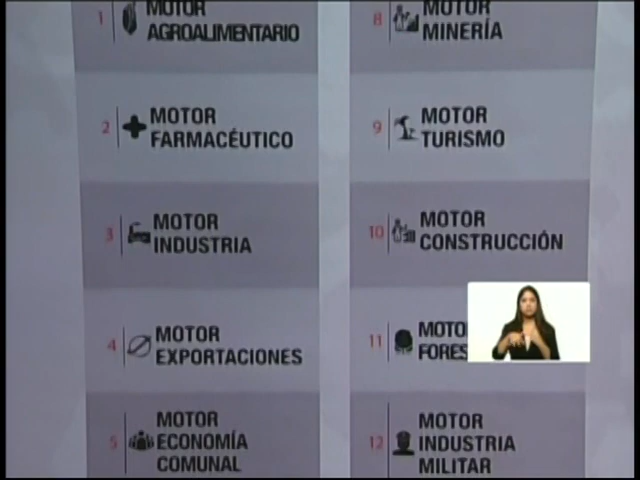 1 MOTOR
AGROALIMENTARIO
2 MOTOR
FARMACÉUTICO
3 MOTOR
INDUSTRIA
4 MOTOR
EXPORTACIONES
5 MOTOR
ECONOMÍA
COMUNAL
8 MOTOR
MINERÍA
9 MOTOR
TURISMO
10 MOTOR
CONSTRUCCIÓN
11 MOTO
FORES
12 MOTOR
INDUSTRIA
MILITAR